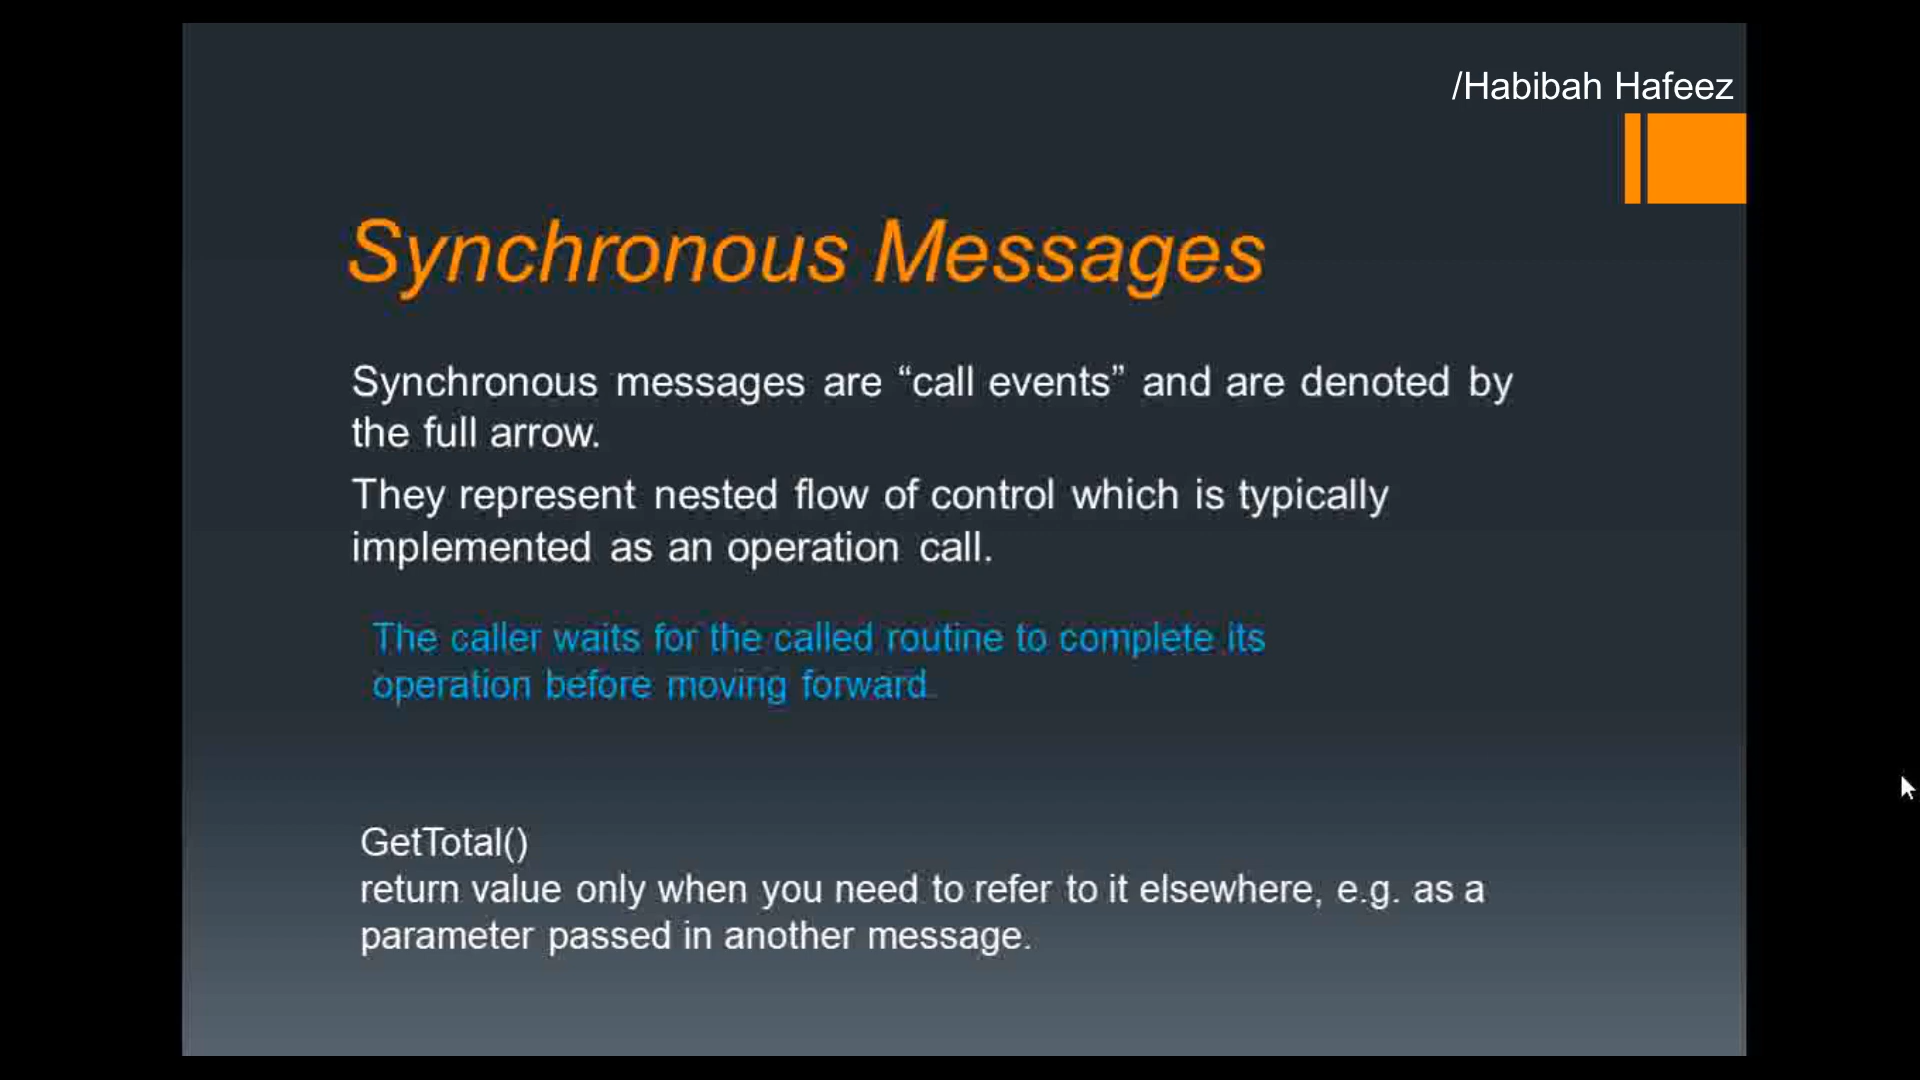 /Habibah Hafeez
Synchronous Messages
Synchronous messages are “call events” and are denoted by
the full arrow.
They represent nested flow of control which is typically
implemented as an operation call.
The caller waits for the called routine to complete its
operation before moving forward.
GetTotal()
return value only when you need to refer to it elsewhere, e.g. as a
parameter passed in another message.